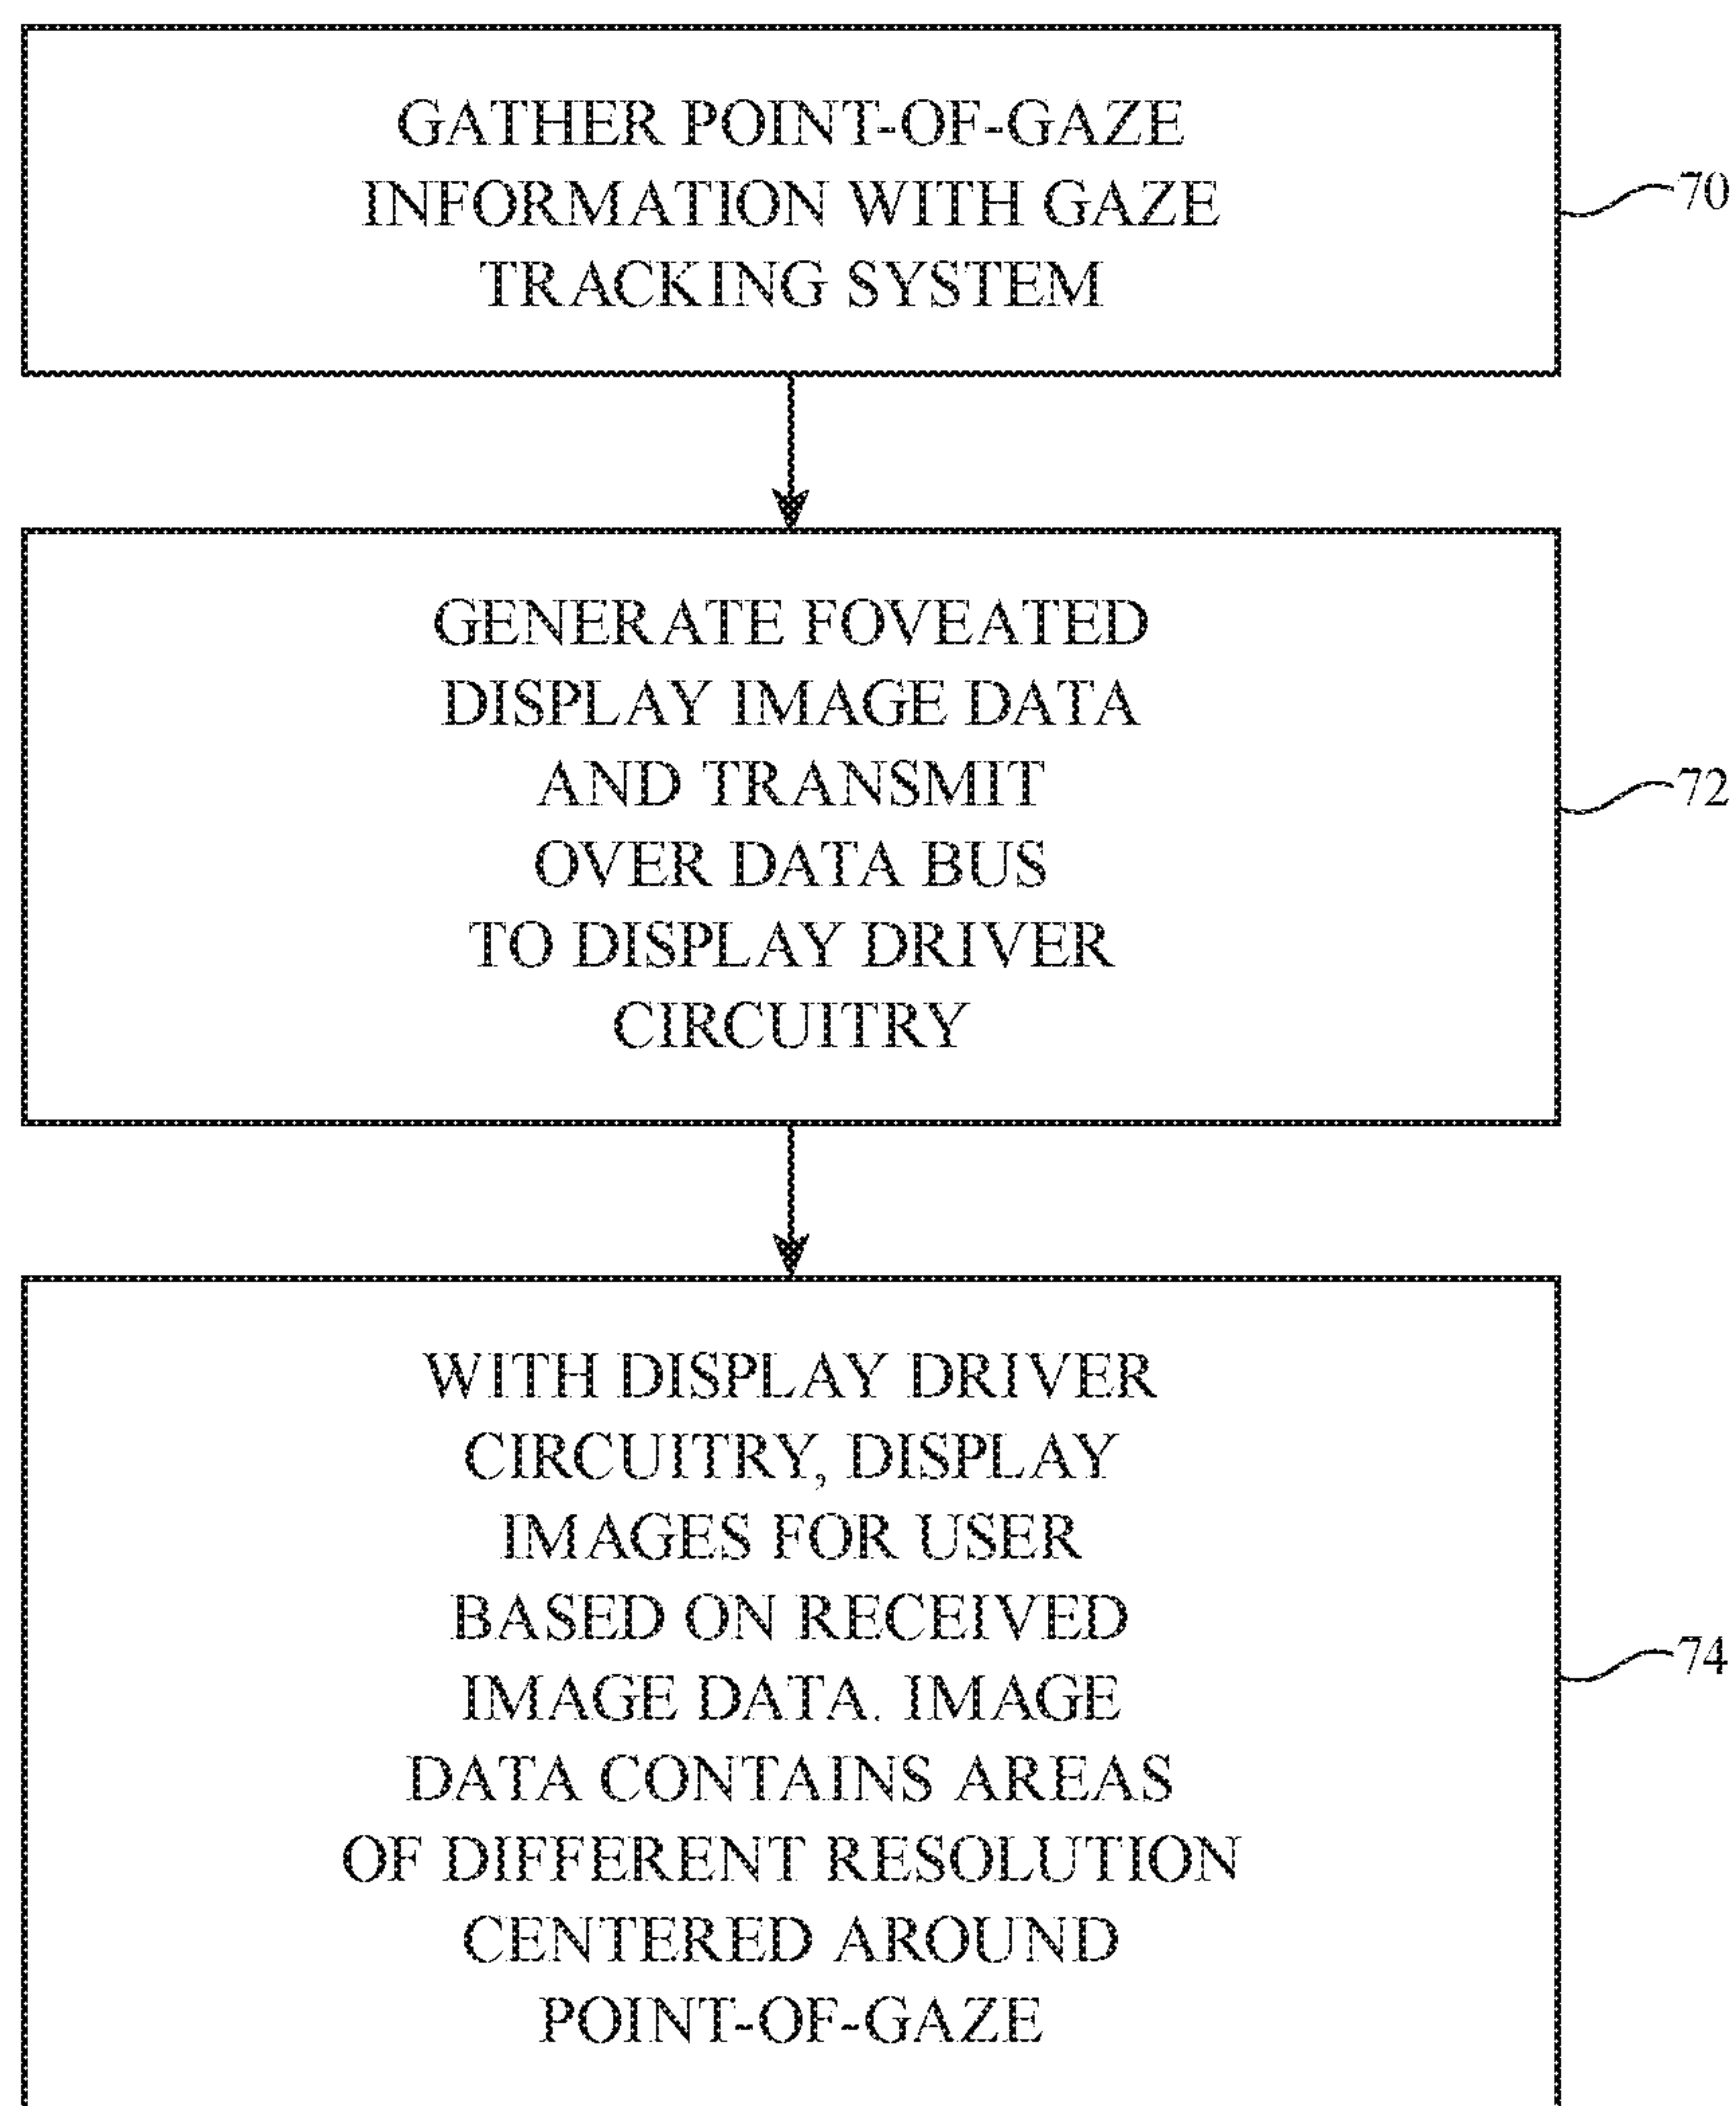 GATHER POINT-OF-GAZE
INFORMATION WITH GAZE
TRACKING SYSTEM
70
GENERATE FOVEATED
DISPLAY IMAGE DATA
AND TRANSMIT
OVER DATA BUS
TO DISPLAY DRIVER
CIRCUITRY
72
WITH DISPLAY DRIVER
CIRCUITRY, DISPLAY
IMAGES FOR USER
BASED ON RECEIVED
IMAGE DATA. IMAGE
DATA CONTAINS AREAS
OF DIFFERENT RESOLUTION
CENTERED AROUND
POINT-OF-GAZE
74